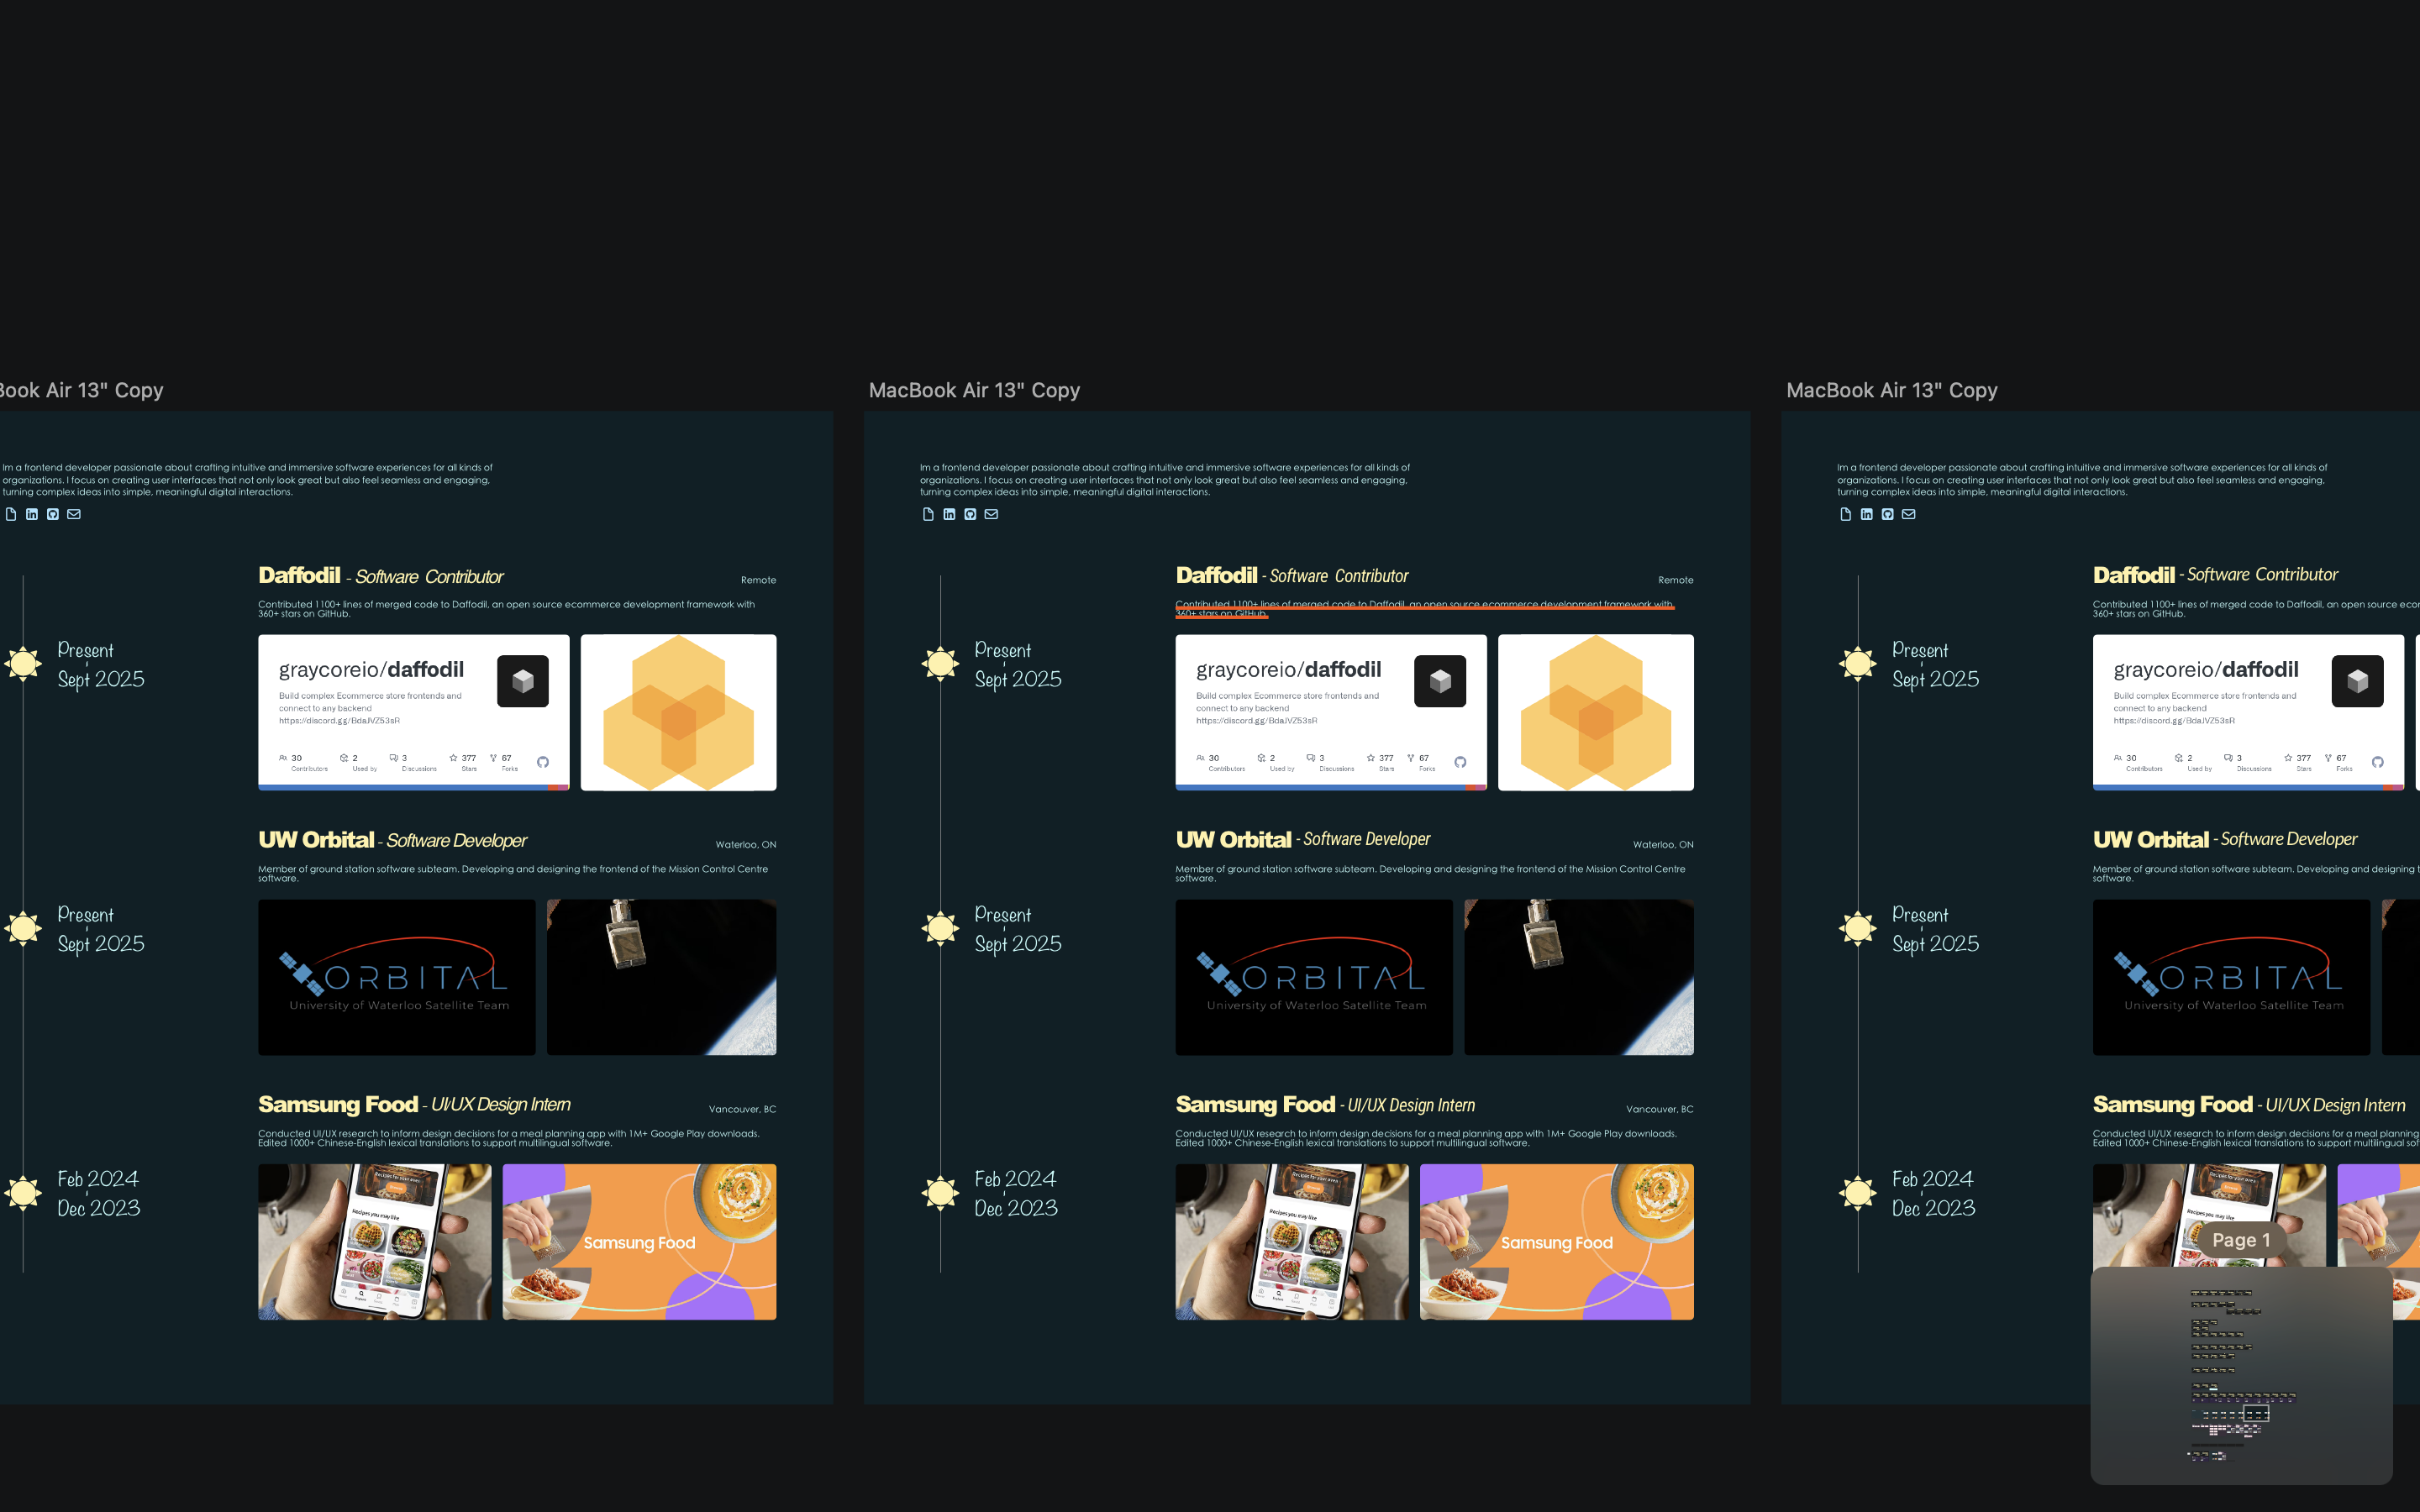 Book Air 13" Copy
Im a frontend developer passionate about crafting intuitive and immersive software experiences for all kinds of
organizations. I focus on creating user interfaces that not only look great but also feel seamless and engaging,
turning complex ideas into simple, meaningful digital interactions.
Daffodil - Software Contributor
Remote
Contributed 1100+ lines of merged code to Daffodil, an open source ecommerce development framework with
360+ stars on GitHub.
Present
Sept 2025
graycoreio/daffodil
Build complex Ecommerce store frontends and
connect to any backend
30 Contributors
2 Used by
3 Discussions
377 Stars
67 Forks
UW Orbital - Software Developer
Waterloo, ON
Member of ground station software subteam. Developing and designing the frontend of the Mission Control Centre
software.
Present
Sept 2025
ORBITAL
University of Waterloo Satellite Team
Samsung Food - UI/UX Design Intern
Vancouver, BC
Conducted UI/UX research to inform design decisions for a meal planning app with 1M+ Google Play downloads.
Edited 1000+ Chinese-English lexical translations to support multilingual software.
Feb 2024
Dec 2023
Recipes you may like
Samsung Food
MacBook Air 13" Copy
Im a frontend developer passionate about crafting intuitive and immersive software experiences for all kinds of
organizations. I focus on creating user interfaces that not only look great but also feel seamless and engaging,
turning complex ideas into simple, meaningful digital interactions.
Daffodil - Software Contributor
Remote
Contributed 1100+ lines of merged code to Daffodil, an open source ecommerce development framework with
360+ stars on GitHub.
Present
Sept 2025
graycoreio/daffodil
Build complex Ecommerce store frontends and
connect to any backend
30 Contributors
2 Used by
3 Discussions
377 Stars
67 Forks
UW Orbital - Software Developer
Waterloo, ON
Member of ground station software subteam. Developing and designing the frontend of the Mission Control Centre
software.
Present
Sept 2025
ORBITAL
University of Waterloo Satellite Team
Samsung Food - UI/UX Design Intern
Vancouver, BC
Conducted UI/UX research to inform design decisions for a meal planning app with 1M+ Google Play downloads.
Edited 1000+ Chinese-English lexical translations to support multilingual software.
Feb 2024
Dec 2023
Recipes you may like
Samsung Food
MacBook Air 13" Copy
Im a frontend developer passionate about crafting intuitive and immersive software experiences for all kinds of
organizations. I focus on creating user interfaces that not only look great but also feel seamless and engaging,
turning complex ideas into simple, meaningful digital interactions.
Daffodil - Software Contributor
Contributed 1100+ lines of merged code to Daffodil, an open source
360+ stars on GitHub.
Present
Sept 2025
graycoreio/daffodil
Build complex Ecommerce store frontends and
connect to any backend
30 Contributors
2 Used by
3 Discussions
377 Stars
67 Forks
UW Orbital - Software Developer
Member of ground station software subteam. Developing and designing
software.
Present
Sept 2025
ORBITAL
University of Waterloo Satellite Team
Samsung Food - UI/UX Design Intern
Conducted UI/UX research to inform design decisions for a meal planning
Edited 1000+ Chinese-English lexical translations to support multilingual
Feb 2024
Dec 2023
Recipes you may like
Page 1